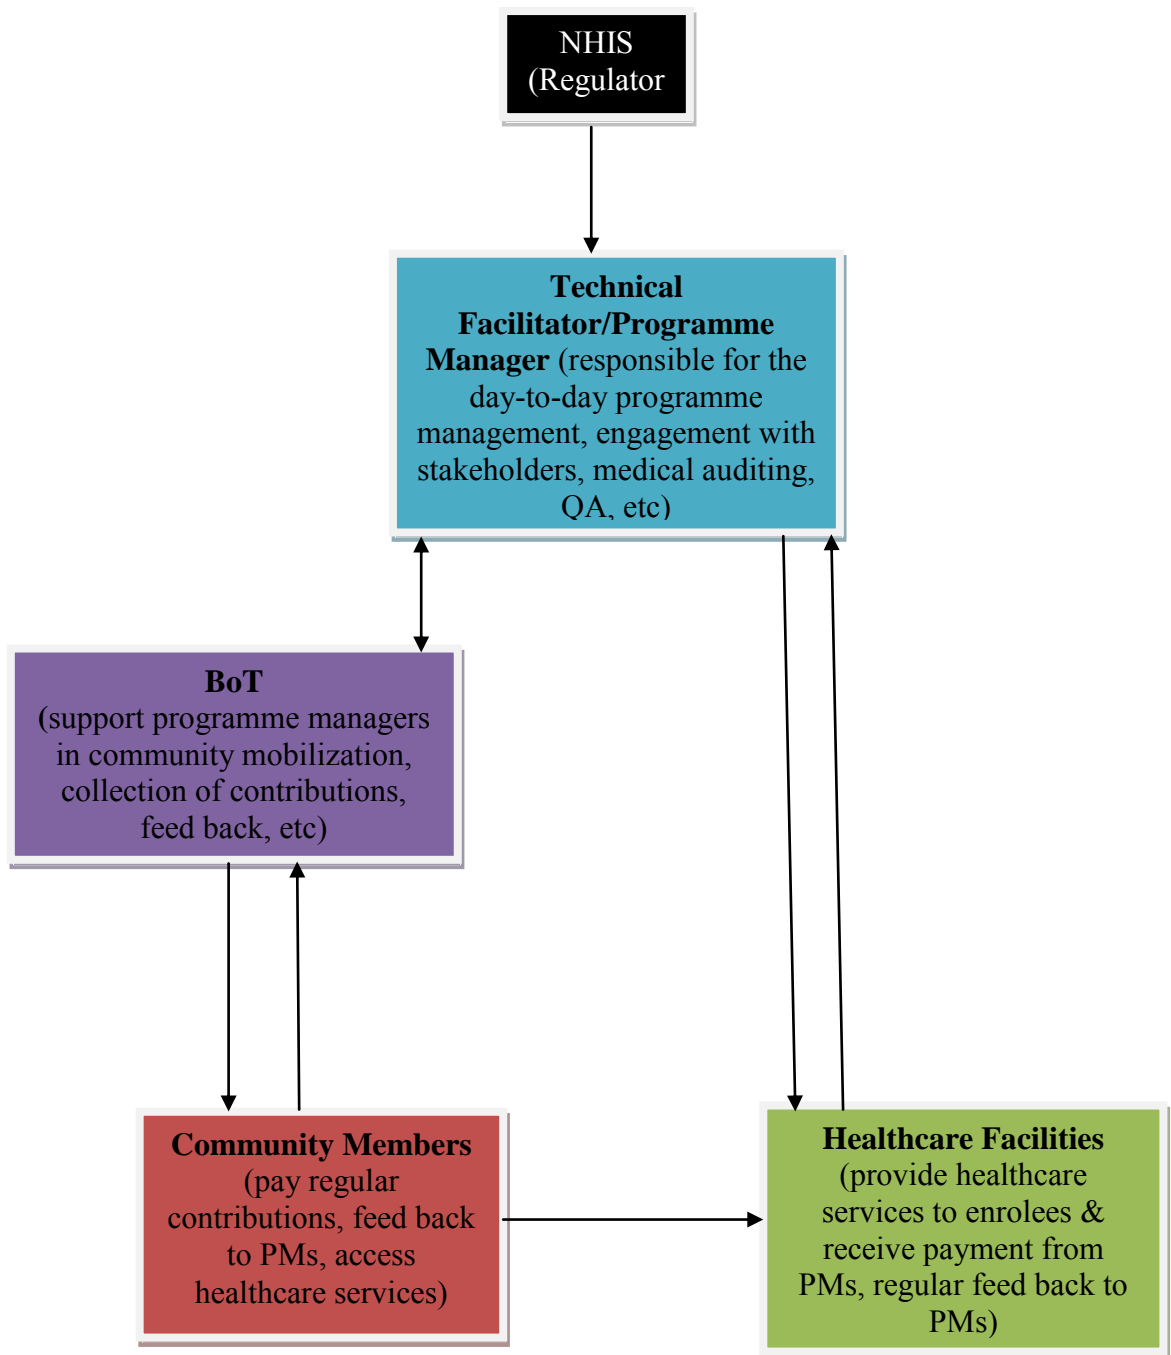 NHIS
(Regulator
Technical
Facilitator/Programme
Manager (responsible for the
day-to-day programme
management, engagement with
stakeholders, medical auditing,
QA, etc)
BoT
(support programme managers
in community mobilization,
collection of contributions,
feed back, etc)
Community Members
(pay regular
contributions, feed back
to PMs, access
healthcare services)
Healthcare Facilities
(provide healthcare
services to enrolees &
receive payment from
PMs, regular feed back to
PMs)